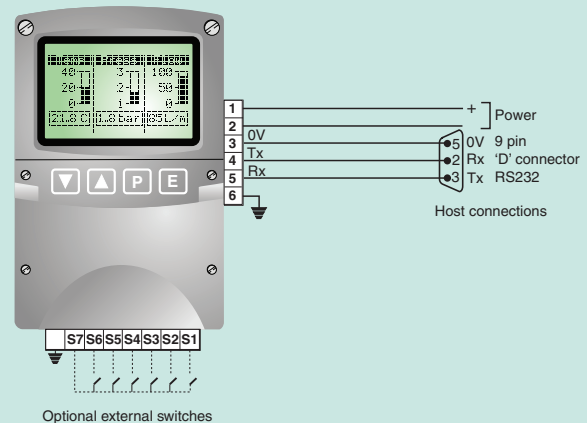 40 3 100
20 2 50
0 1 0
21.8 C 1.8 bar 85L/m
P E
1
2
3
4
5
6
0V
Tx
Rx
+
Power
5 0V 9 pin
2 Rx ‘D’ connector
3 Tx RS232
Host connections
S7 S6 S5 S4 S3 S2 S1
Optional external switches